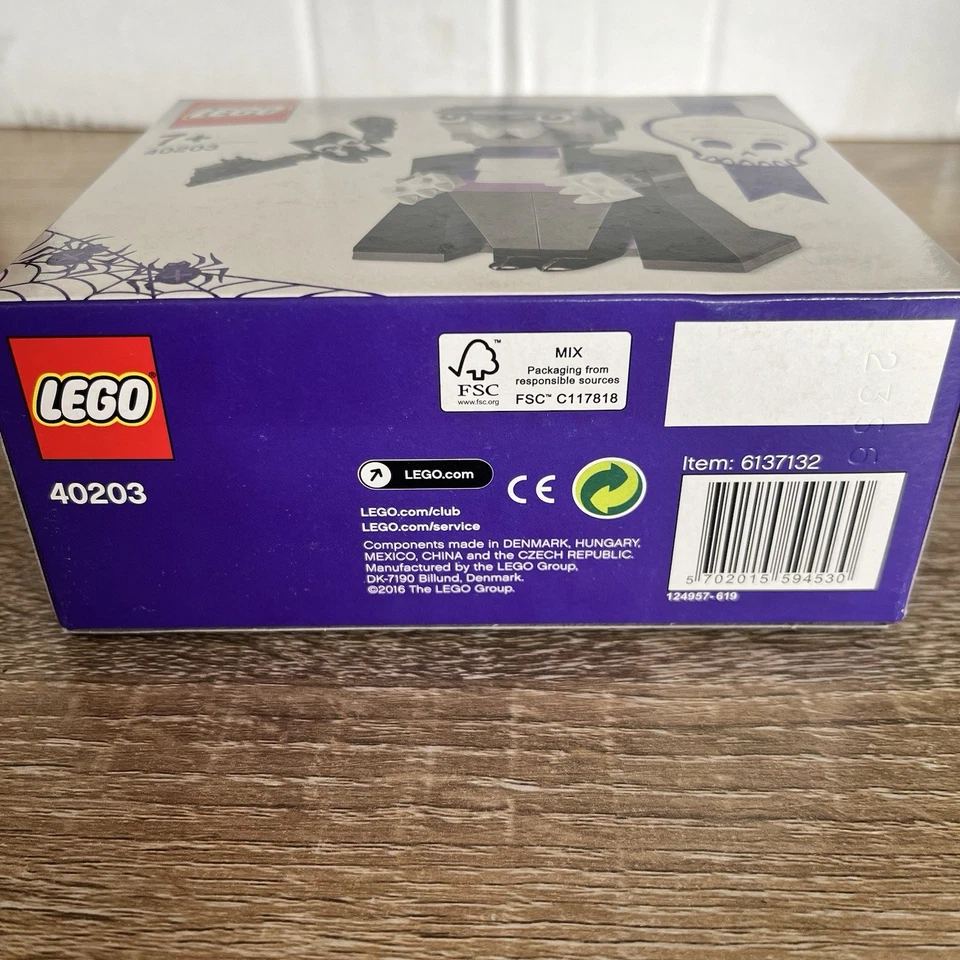 LEGO
7+
40203
LEGO
40203
FSC™
www.fsc.org
MIX
Packaging from
responsible sources
FSC™ C117818
LEGO.com
CE
LEGO.com/club
LEGO.com/service
Components made in DENMARK, HUNGARY,
MEXICO, CHINA and the CZECH REPUBLIC.
Manufactured by the LEGO Group,
DK-7190 Billund, Denmark.
©2016 The LEGO Group.
Item: 6137132
5 702015 594530
124957-619